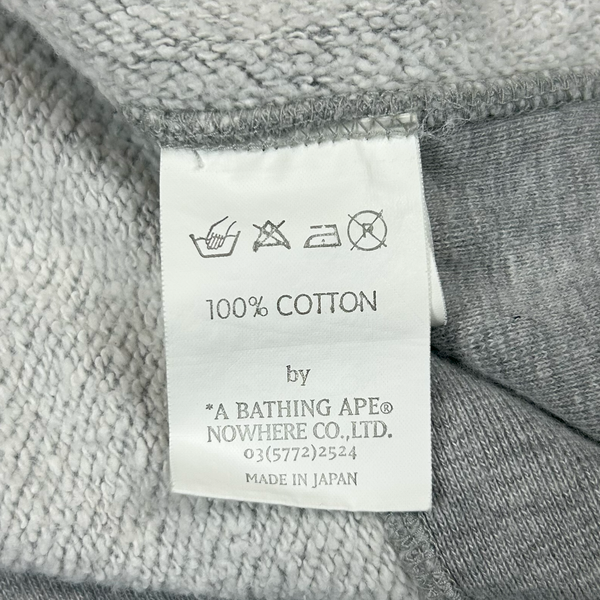 100% COTTON
by
*A BATHING APE®
NOWHERE CO.,LTD.
03(5772)2524
MADE IN JAPAN